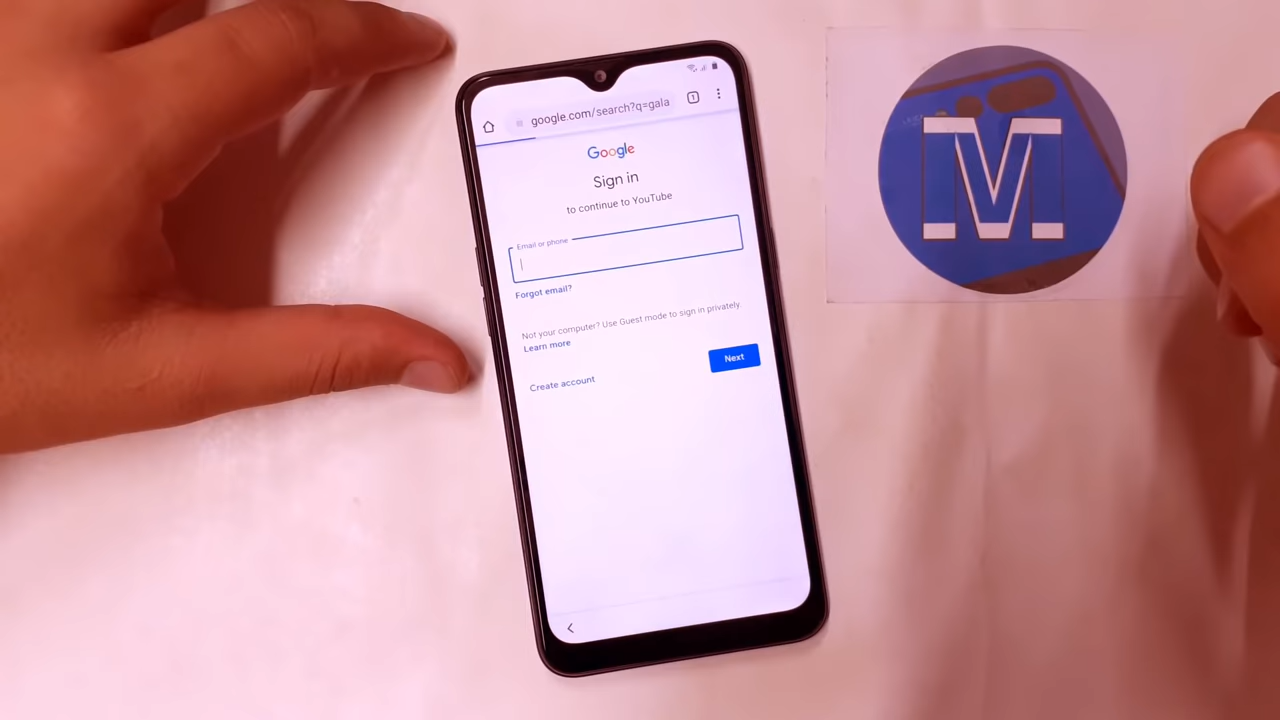 google.com/search?q=gala
1
Google
Sign in
to continue to YouTube
Email or phone
Forgot email?
Not your computer? Use Guest mode to sign in privately.
Learn more
Next
Create account
M